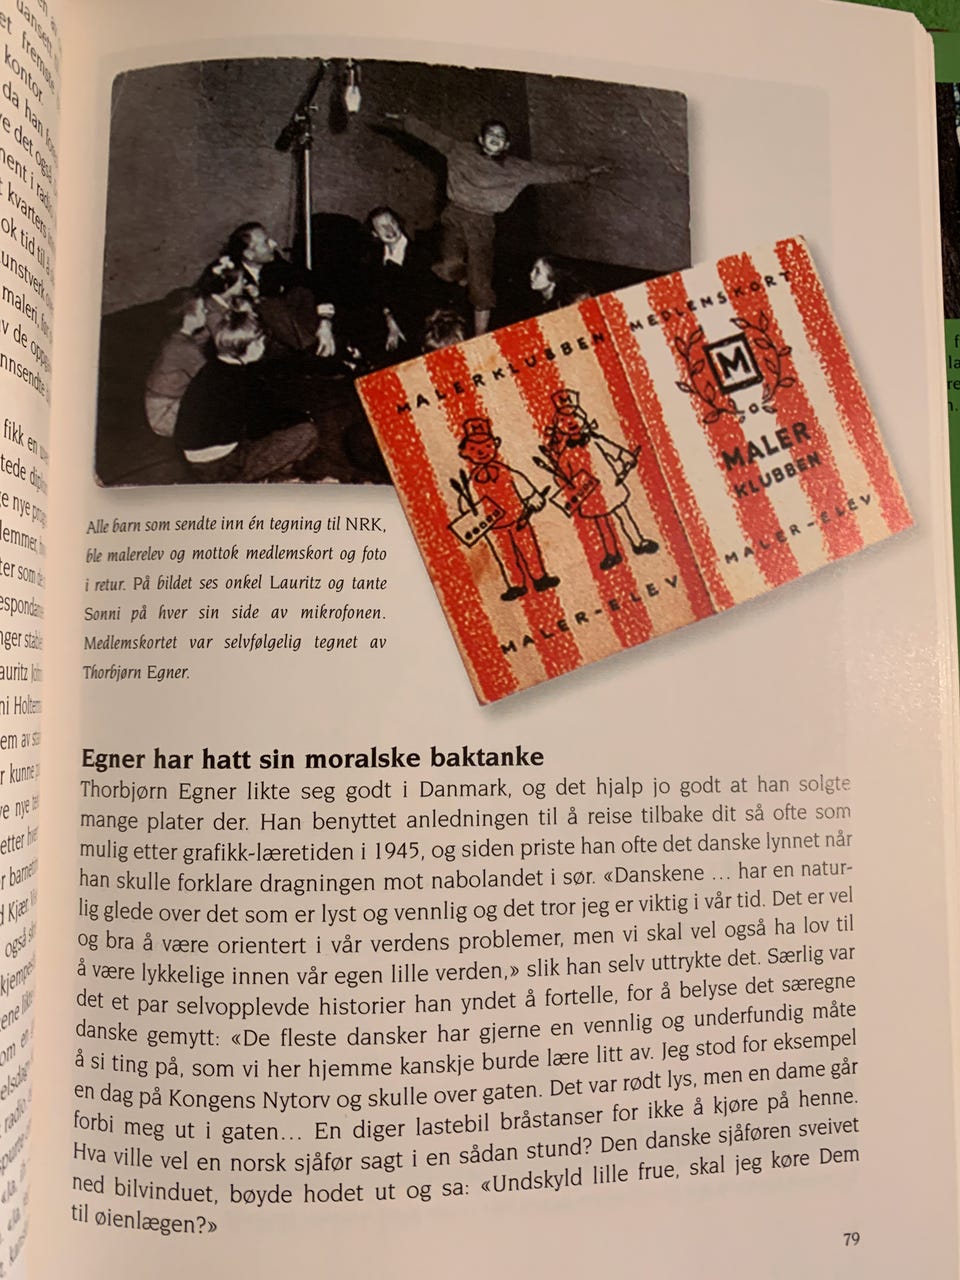 MALERKLUBBEN
MALER-ELEV
MEDLEMSKORT
M
MALER
KLUBBEN
MALER-ELEV
Alle barn som sendte inn én tegning til NRK,
ble malerelev og mottok medlemskort og foto
i retur. På bildet ses onkel Lauritz og tante
Sonni på hver sin side av mikrofonen.
Medlemskortet var selvfølgelig tegnet av
Thorbjørn Egner.
Egner har hatt sin moralske baktanke
Thorbjørn Egner likte seg godt i Danmark, og det hjalp jo godt at han solgte
mange plater der. Han benyttet anledningen til å reise tilbake dit så ofte som
mulig etter grafikk-læretiden i 1945, og siden priste han ofte det danske lynnet når
han skulle forklare dragningen mot nabolandet i sør. «Danskene ... har en natur-
lig glede over det som er lyst og vennlig og det tror jeg er viktig i vår tid. Det er vel
og bra å være orientert i vår verdens problemer, men vi skal vel også ha lov til
å være lykkelige innen vår egen lille verden,» slik han selv uttrykte det. Særlig var
det et par selvopplevde historier han yndet å fortelle, for å belyse det særegne
danske gemytt: «De fleste dansker har gjerne en vennlig og underfundig måte
å si ting på, som vi her hjemme kanskje burde lære litt av. Jeg stod for eksempel
en dag på Kongens Nytorv og skulle over gaten. Det var rødt lys, men en dame går
forbi meg ut i gaten... En diger lastebil bråstanser for ikke å kjøre på henne.
Hva ville vel en norsk sjåfør sagt i en sådan stund? Den danske sjåføren sveivet
ned bilvinduet, bøyde hodet ut og sa: «Undskyld lille frue, skal jeg køre Dem
til øienlægen?»
79